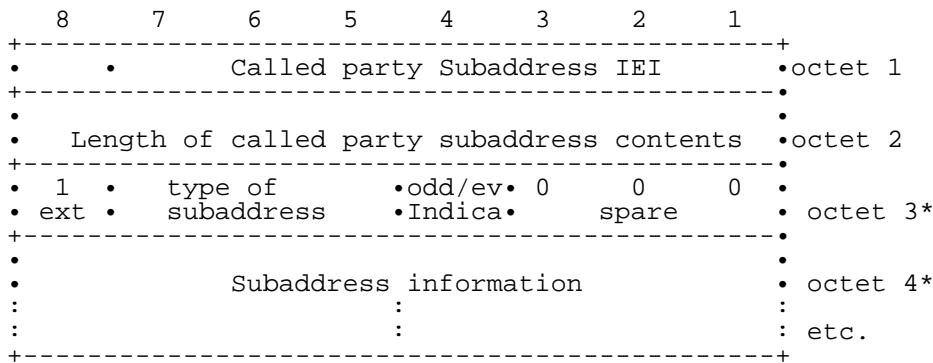 8 7 6 5 4 3 2 1
+-----------------------------------------------+
• • Called party Subaddress IEI •octet 1
+-----------------------------------------------•
• •
• Length of called party subaddress contents •octet 2
+-----------------------------------------------•
• 1 • type of •odd/ev• 0 0 0 •
• ext • subaddress •Indica• spare • octet 3*
+-----------------------------------------------•
• •
• Subaddress information • octet 4*
: : :
: : : etc.
+-----------------------------------------------+